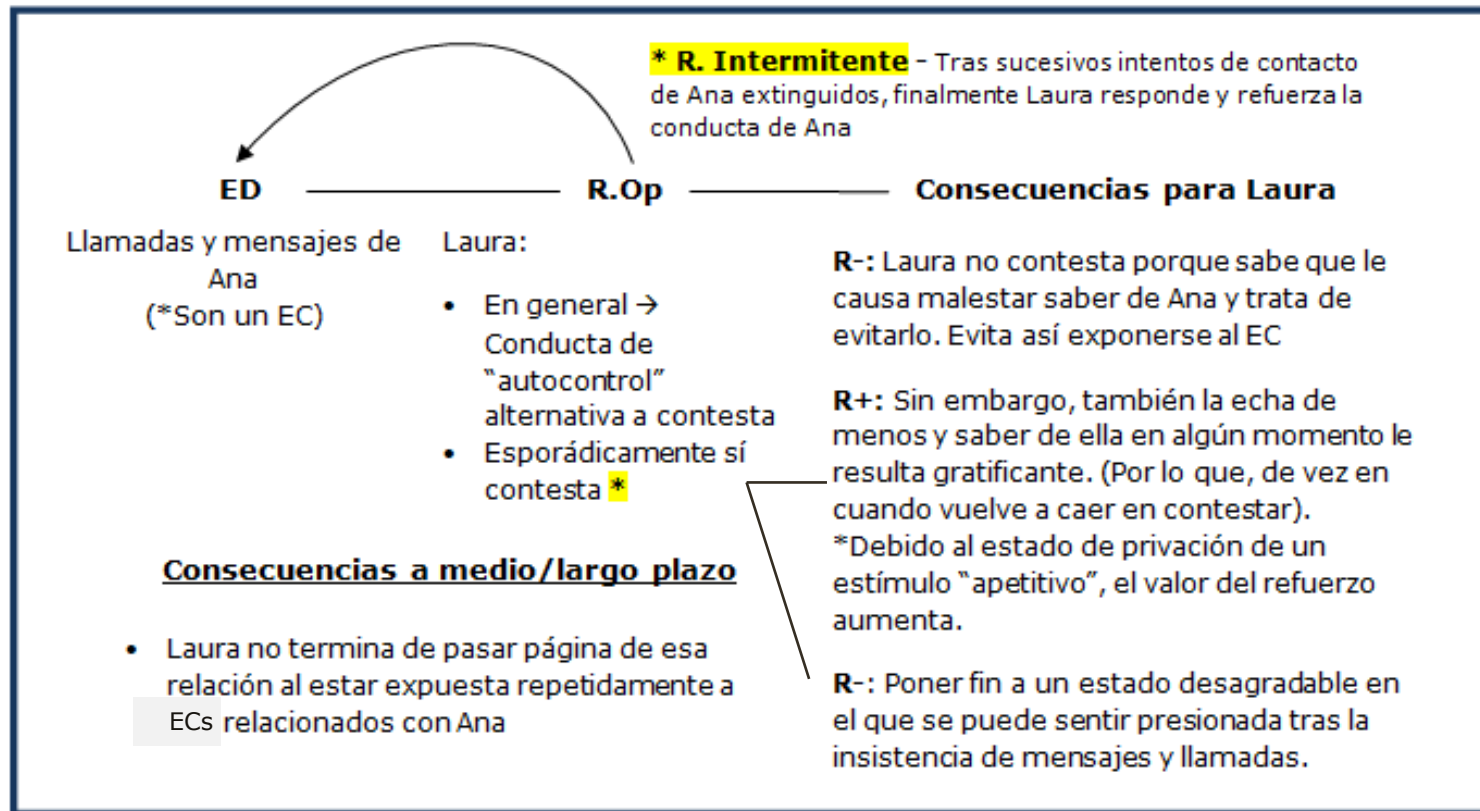 * R. Intermitente – Tras sucesivos intentos de contacto
de Ana extinguidos, finalmente Laura responde y refuerza la
conducta de Ana
ED
R.Op
Consecuencias para Laura
Llamadas y mensajes de
Ana
(*Son un EC)
Laura:
• En general →
Conducta de
“autocontrol”
alternativa a contesta
• Esporádicamente sí
contesta *
R-: Laura no contesta porque sabe que le
causa malestar saber de Ana y trata de
evitarlo. Evita así exponerse al EC
R+: Sin embargo, también la echa de
menos y saber de ella en algún momento le
resulta gratificante. (Por lo que, de vez en
cuando vuelve a caer en contestar).
*Debido al estado de privación de un
estímulo “apetitivo”, el valor del refuerzo
aumenta.
R-: Poner fin a un estado desagradable en
el que se puede sentir presionada tras la
insistencia de mensajes y llamadas.
Consecuencias a medio/largo plazo
• Laura no termina de pasar página de esa
relación al estar expuesta repetidamente a
ECs relacionados con Ana